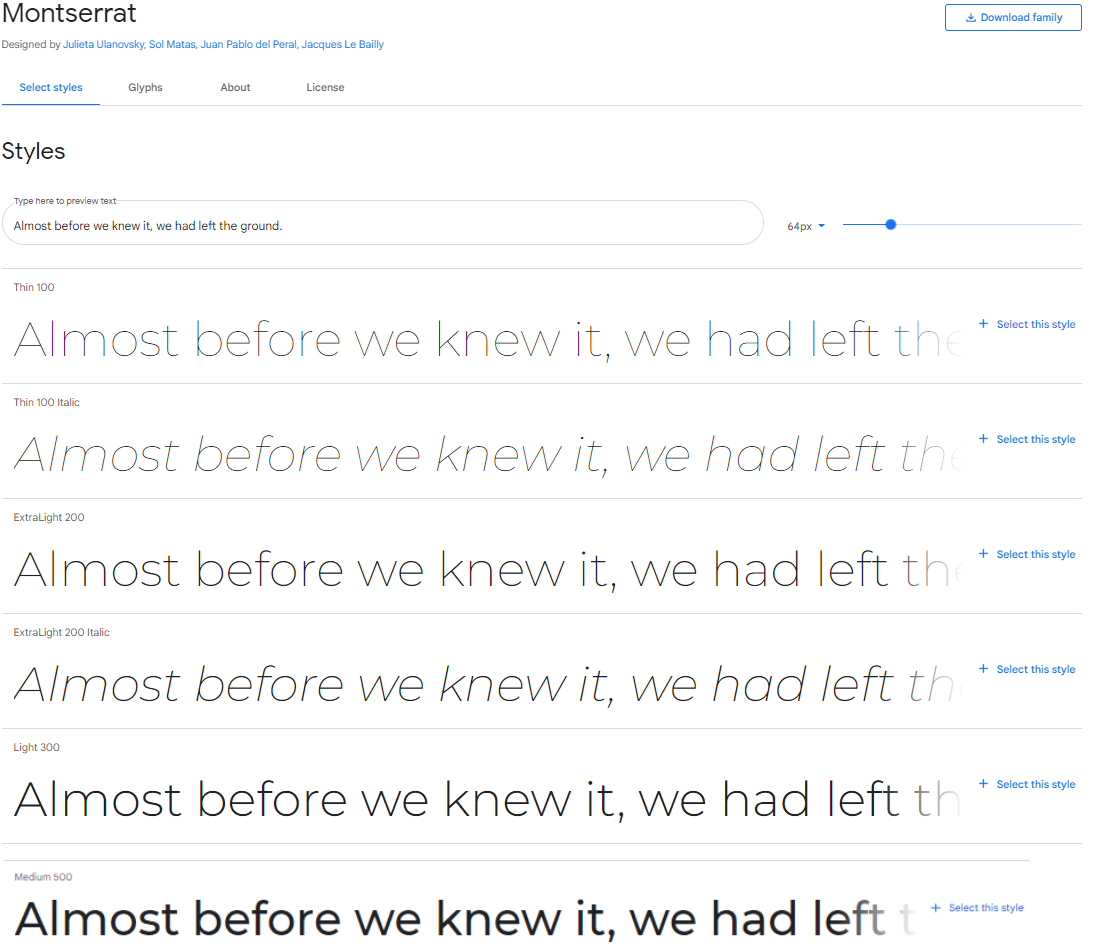 Montserrat
Download family
Designed by Julieta Ulanovsky, Sol Matas, Juan Pablo del Peral, Jacques Le Bailly
Select styles Glyphs About License
Styles
Type here to preview text
Almost before we knew it, we had left the ground.
64px
Thin 100
Almost before we knew it, we had left the
+ Select this style
Thin 100 Italic
Almost before we knew it, we had left the
+ Select this style
ExtraLight 200
Almost before we knew it, we had left the
+ Select this style
ExtraLight 200 Italic
Almost before we knew it, we had left th
+ Select this style
Light 300
Almost before we knew it, we had left th
+ Select this style
Medium 500
Almost before we knew it, we had left t
+ Select this style